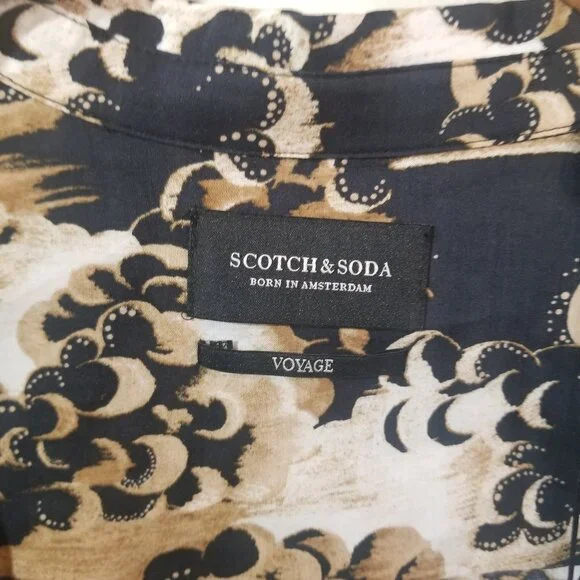 SCOTCH & SODA
BORN IN AMSTERDAM
VOYAGE